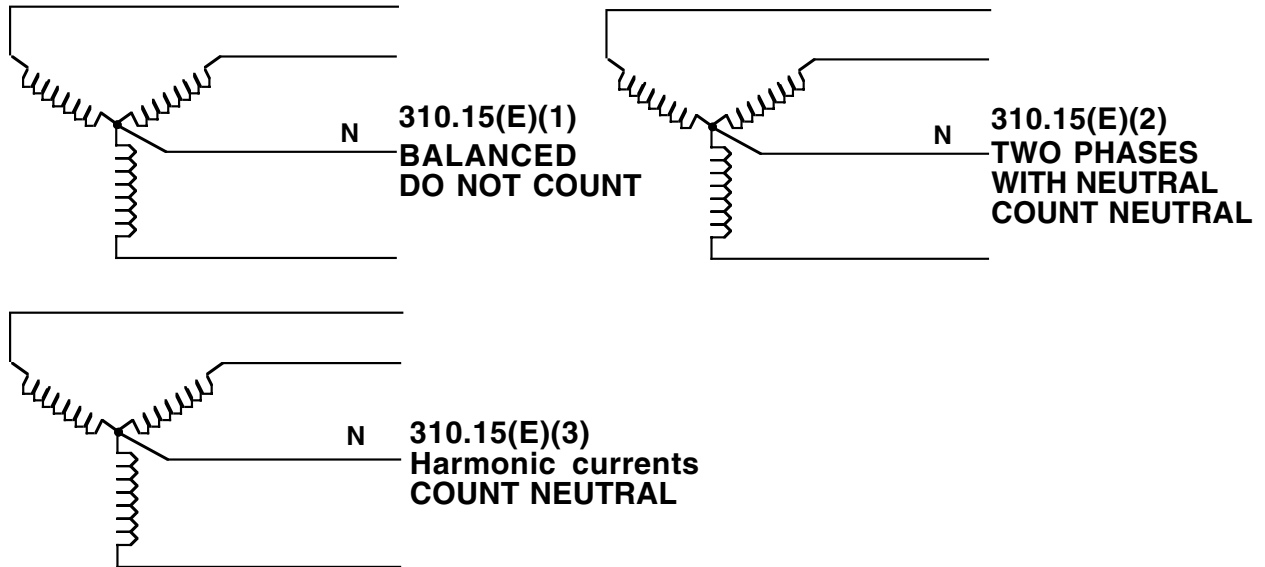 N
310.15(E)(1)
BALANCED
DO NOT COUNT
N
310.15(E)(2)
TWO PHASES
WITH NEUTRAL
COUNT NEUTRAL
N
310.15(E)(3)
Harmonic currents
COUNT NEUTRAL